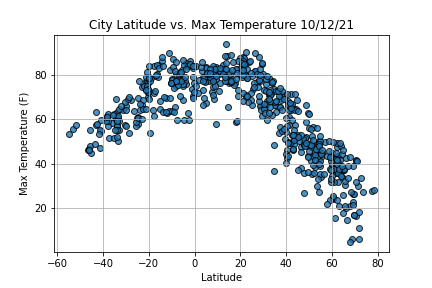 City Latitude vs. Max Temperature 10/12/21
80
60
40
20
Max Temperature (F)
−60 −40 −20 0 20 40 60 80
Latitude